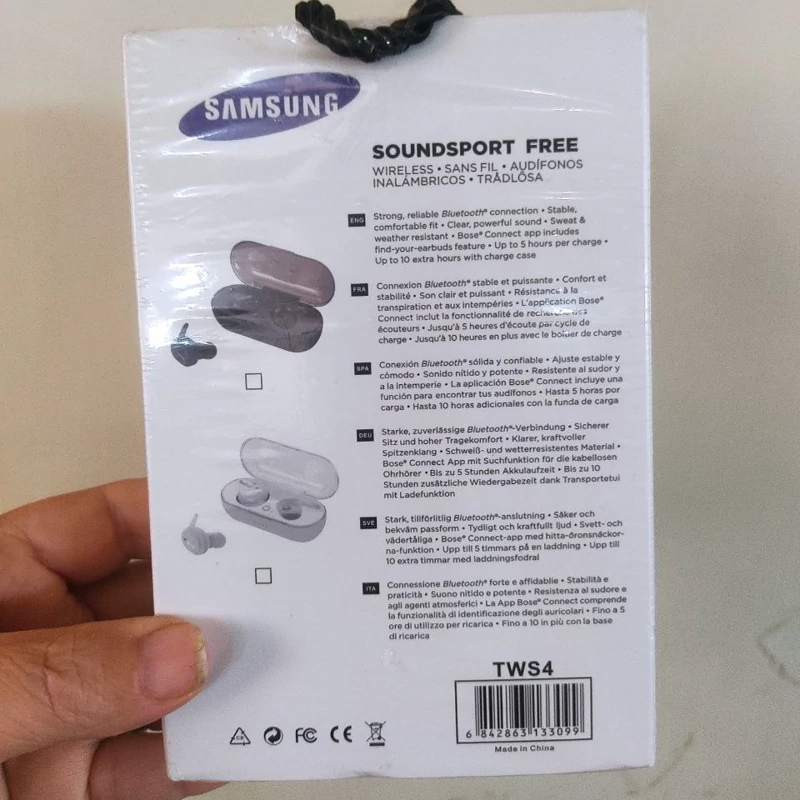 SAMSUNG
SOUNDSPORT FREE
WIRELESS • SANS FIL • AUDÍFONOS
INALÁMBRICOS • TRÅDLÖSA
ENG
Strong, reliable Bluetooth® connection • Stable,
comfortable fit • Clear, powerful sound • Sweat &
weather resistant • Bose® Connect app includes
find-your-earbuds feature • Up to 5 hours per charge •
Up to 10 extra hours with charge case
FRA
Connexion Bluetooth® stable et puissante • Confort et
stabilité • Son clair et puissant • Résistance à la
transpiration et aux intempéries • L'application Bose®
Connect inclut la fonctionnalité de recherche des
écouteurs • Jusqu'à 5 heures d'écoute par cycle de
charge • Jusqu'à 10 heures en plus avec le boîtier de charge
SPA
Conexión Bluetooth® sólida y confiable • Ajuste estable y
cómodo • Sonido nítido y potente • Resistente al sudor y
a la intemperie • La aplicación Bose® Connect incluye una
función para encontrar tus audífonos • Hasta 5 horas por
carga • Hasta 10 horas adicionales con la funda de carga
DEU
Starke, zuverlässige Bluetooth®-Verbindung • Sicherer
Sitz und hoher Tragekomfort • Klarer, kraftvoller
Spitzenklang • Schweiß- und wetterresistentes Material •
Bose® Connect App mit Suchfunktion für die kabellosen
Ohrhörer • Bis zu 5 Stunden Akkulaufzeit • Bis zu 10
Stunden zusätzliche Wiedergabezeit dank Transportetui
mit Ladefunktion
SVE
Stark, tillförlitlig Bluetooth®-anslutning • Säker och
bekväm passform • Tydligt och kraftfullt ljud • Svett- och
vädertåliga • Bose® Connect-app med hitta-öronsnäckor-
na-funktion • Upp till 5 timmars på en laddning • Upp till
10 extra timmar med laddningsfodral
ITA
Connessione Bluetooth® forte e affidabile • Stabilità e
praticità • Suono nitido e potente • Resistenza al sudore e
agli agenti atmosferici • La App Bose® Connect comprende
la funzionalità di identificazione degli auricolari • Fino a 5
ore di utilizzo per ricarica • Fino a 10 in più con la base
di ricarica
TWS4
6 842863 133099
Made in China
FC CE